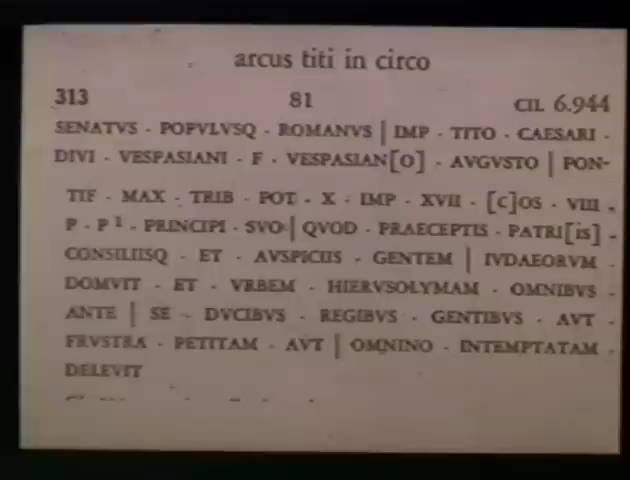 arcus titi in circo
313 81 CIL 6.944
SENATVS · POPVLVSQ · ROMANVS | IMP · TITO · CAESARI ·
DIVI · VESPASIANI · F · VESPASIAN[O] · AVGVSTO | PON-
TIF · MAX · TRIB · POT · X · IMP · XVII · [C]OS · VIII ·
P · P¹ · PRINCIPI · SVO | QVOD · PRAECEPTIS · PATRI[is] ·
CONSILIISQ · ET · AVSPICIIS · GENTEM | IVDAEORVM ·
DOMVIT · ET · VRBEM · HIERVSOLYMAM · OMNIBVS ·
ANTE | SE · DVCIBVS · REGIBVS · GENTIBVS · AVT ·
FRVSTRA · PETITAM · AVT | OMNINO · INTEMPTATAM ·
DELEVIT